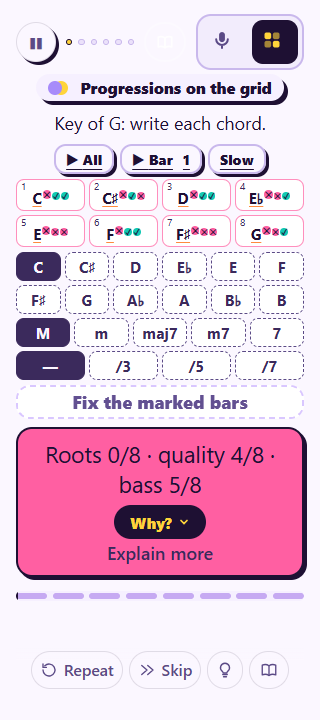 Progressions on the grid
Key of G: write each chord.
▶ All ▶ Bar 1 Slow
1 C 2 C♯ 3 D 4 E♭
5 E 6 F 7 F♯ 8 G
C C♯ D E♭ E F
F♯ G A♭ A B♭ B
M m maj7 m7 7
— /3 /5 /7
Fix the marked bars
Roots 0/8 · quality 4/8 ·
bass 5/8
Why?
Explain more
Repeat Skip